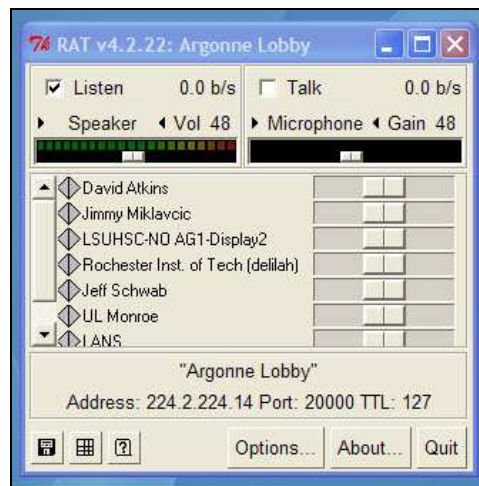 RAT v4.2.22: Argonne Lobby
Listen 0.0 b/s Talk 0.0 b/s
Speaker Vol 48 Microphone Gain 48
David Atkins
Jimmy Miklavcic
LSUHSC-NO AG1-Display2
Rochester Inst. of Tech (delilah)
Jeff Schwab
UL Monroe
LANS
"Argonne Lobby"
Address: 224.2.224.14 Port: 20000 TTL: 127
Options... About... Quit